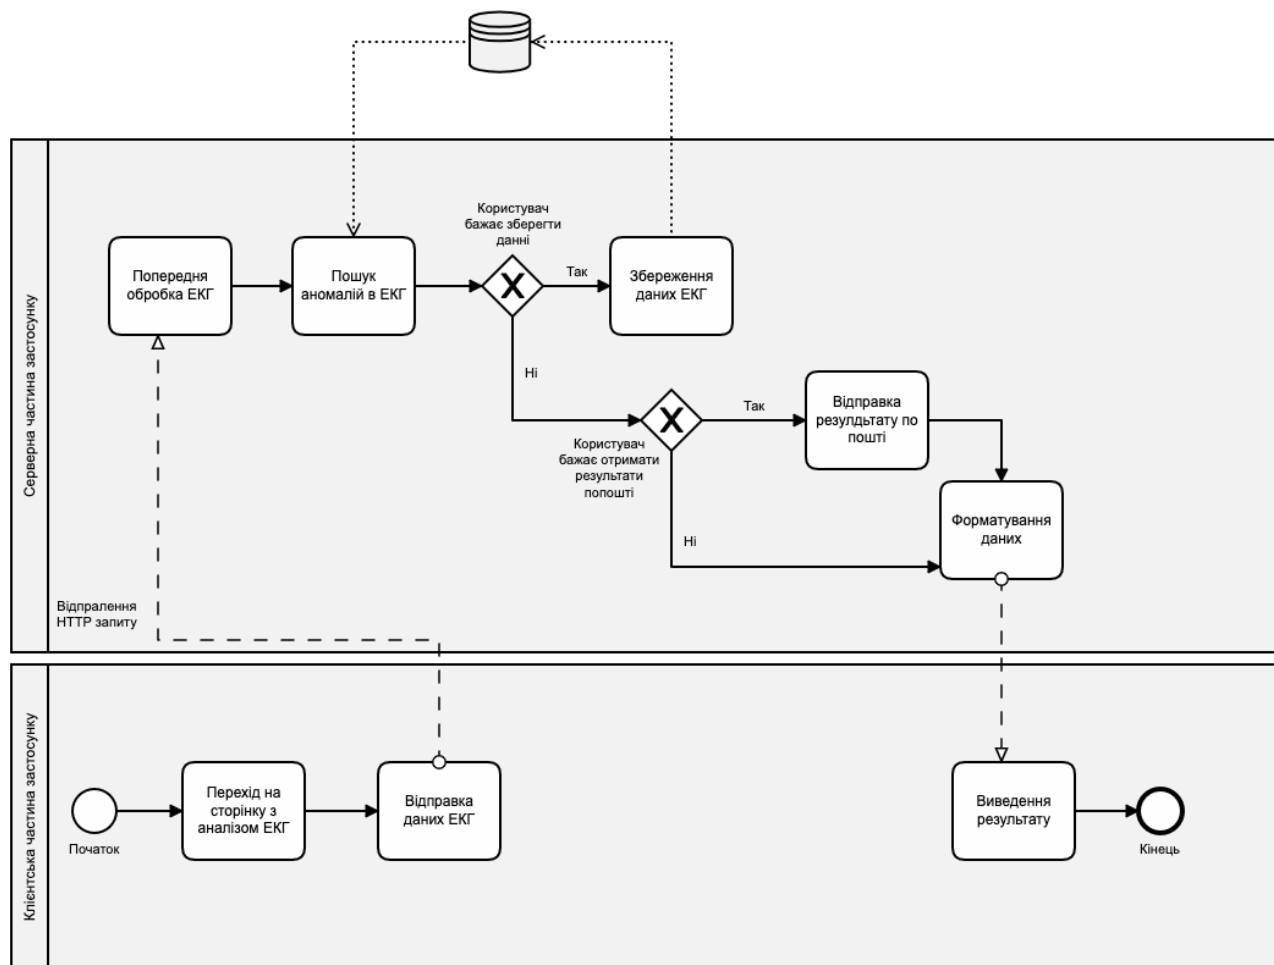 Серверна частина застосунку
Користувач
бажає зберегти
данні
Попередня
обробка ЕКГ
Пошук
аномалій в ЕКГ
Так
Збереження
даних ЕКГ
Ні
Користувач
бажає отримати
результати
попошті
Так
Відправка
резулдьтату по
пошті
Ні
Форматування
даних
Відпралення
HTTP запиту
Клієнтська частина застосунку
Початок
Перехід на
сторінку з
аналізом ЕКГ
Відправка
даних ЕКГ
Виведення
результату
Кінець